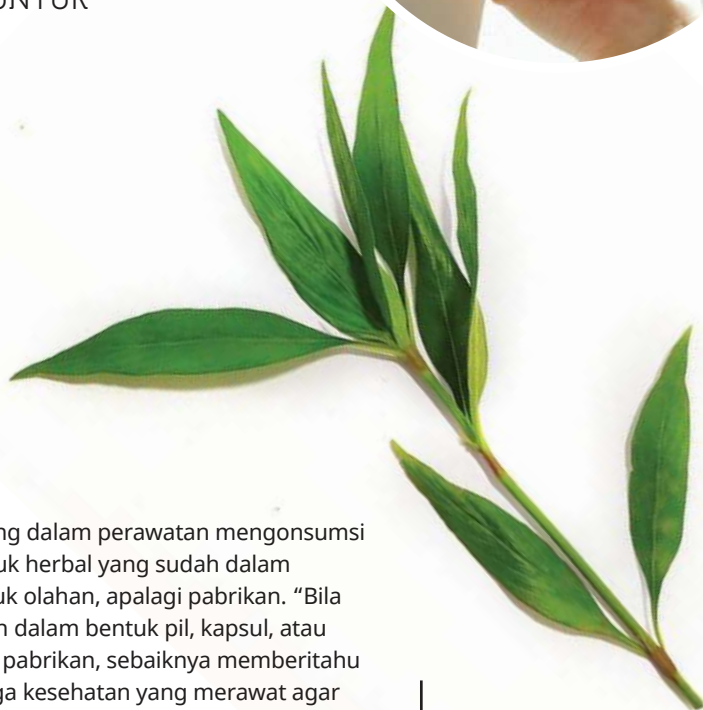 ng dalam perawatan mengonsumsi
uk herbal yang sudah dalam
uk olahan, apalagi pabrikan. “Bila
n dalam bentuk pil, kapsul, atau
pabrikan, sebaiknya memberitahu
ga kesehatan yang merawat agar